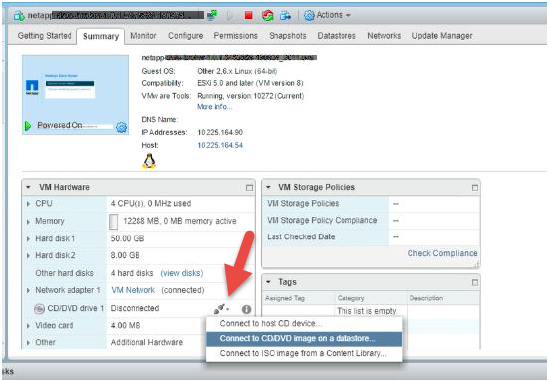 netapp
Actions
Getting Started Summary Monitor Configure Permissions Snapshots Datastores Networks Update Manager
netapp
Guest OS: Other 2.6.x Linux (64-bit)
Compatibility: ESXi 5.0 and later (VM version 8)
VMware Tools: Running, version:10272 (Current)
More info...
DNS Name:
IP Addresses: 10.225.164.90
Host: 10.225.164.54
Powered On
VM Hardware
CPU 4 CPU(s), 0 MHz used
Memory 12288 MB, 0 MB memory active
Hard disk 1 50.00 GB
Hard disk 2 8.00 GB
Other hard disks 4 hard disks (view disks)
Network adapter 1 VM Network (connected)
CD/DVD drive 1 Disconnected
Video card 4.00 MB
Other Additional Hardware
VM Storage Policies
VM Storage Policies --
VM Storage Policy Compliance --
Last Checked Date --
Check Compliance
Tags
Assigned Tag Category Description
This list is empty
Connect to host CD device...
Connect to CD/DVD image on a datastore...
Connect to ISO image from a Content Library...
sks